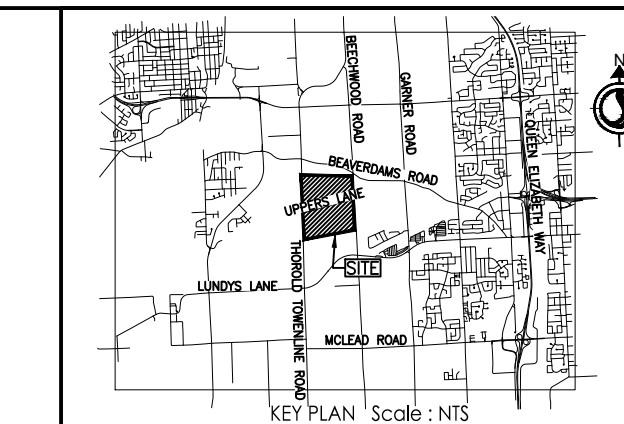 N
BEECHWOOD ROAD
GARNER ROAD
QUEEN ELIZABETH WAY
BEAVERDAMS ROAD
UPPERS LANE
SITE
LUNDYS LANE
THOROLD TOWENLINE ROAD
MCLEAD ROAD
KEY PLAN Scale : NTS